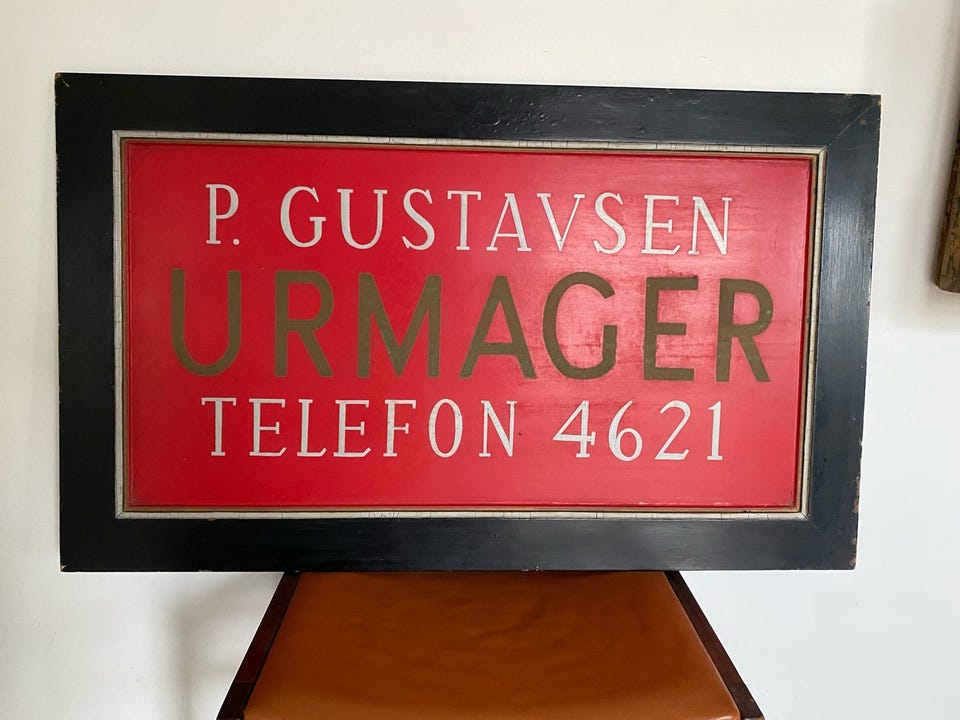 P. GUSTAVSEN
URMAGER
TELEFON 4621